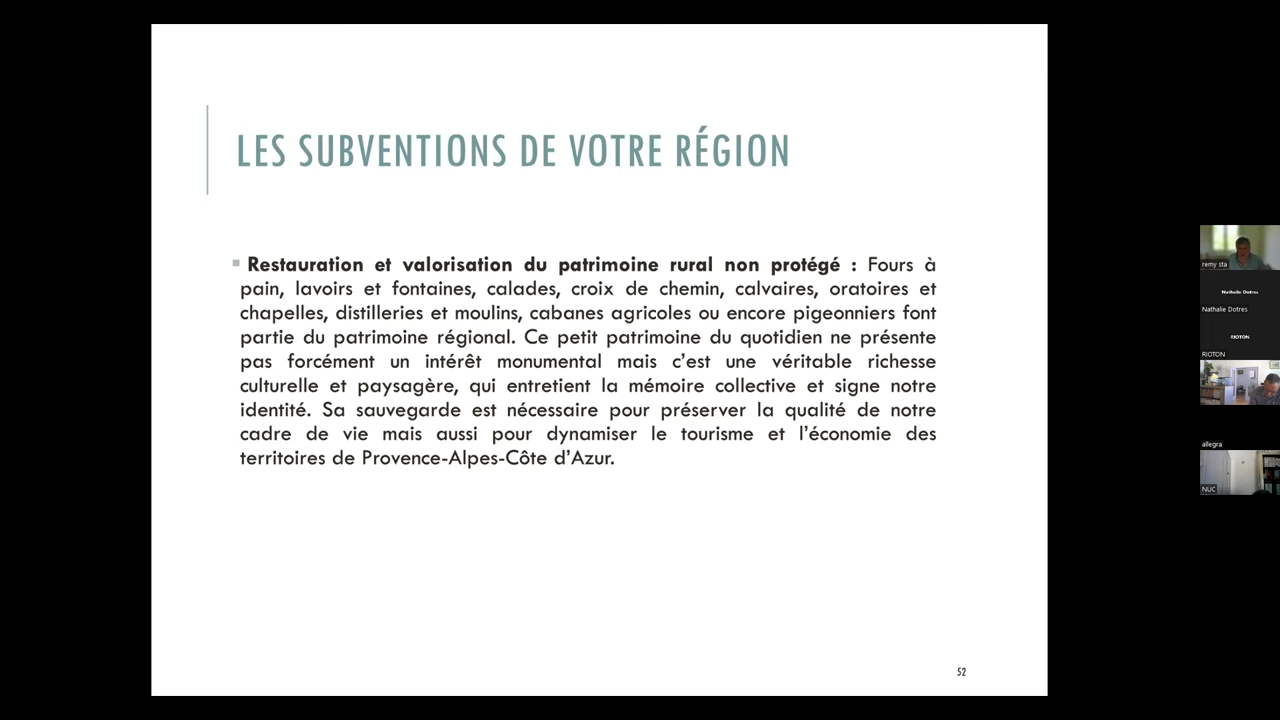 LES SUBVENTIONS DE VOTRE RÉGION
Restauration et valorisation du patrimoine rural non protégé : Fours à
pain, lavoirs et fontaines, calades, croix de chemin, calvaires, oratoires et
chapelles, distilleries et moulins, cabanes agricoles ou encore pigeonniers font
partie du patrimoine régional. Ce petit patrimoine du quotidien ne présente
pas forcément un intérêt monumental mais c'est une véritable richesse
culturelle et paysagère, qui entretient la mémoire collective et signe notre
identité. Sa sauvegarde est nécessaire pour préserver la qualité de notre
cadre de vie mais aussi pour dynamiser le tourisme et l'économie des
territoires de Provence-Alpes-Côte d'Azur.
52
remy sta
Nathalie Dotres
Nathalie Dotres
RIOTON
RIOTON
allegra
NUC